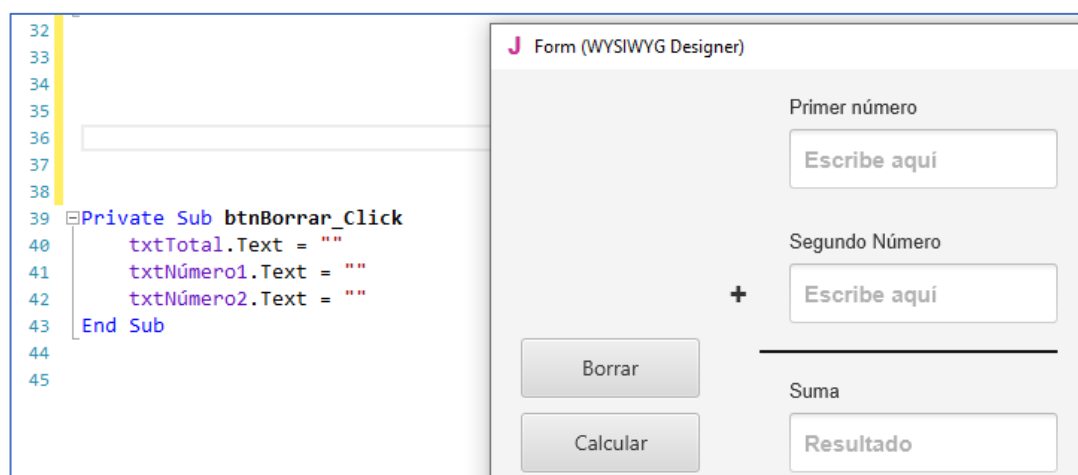 32
33
34
35
36
37
38
39 Private Sub btnBorrar_Click
40 txtTotal.Text = ""
41 txtNúmero1.Text = ""
42 txtNúmero2.Text = ""
43 End Sub
44
45
J Form (WYSIWYG Designer)
Primer número
Escribe aquí
Segundo Número
+ Escribe aquí
Borrar
Suma
Calcular
Resultado